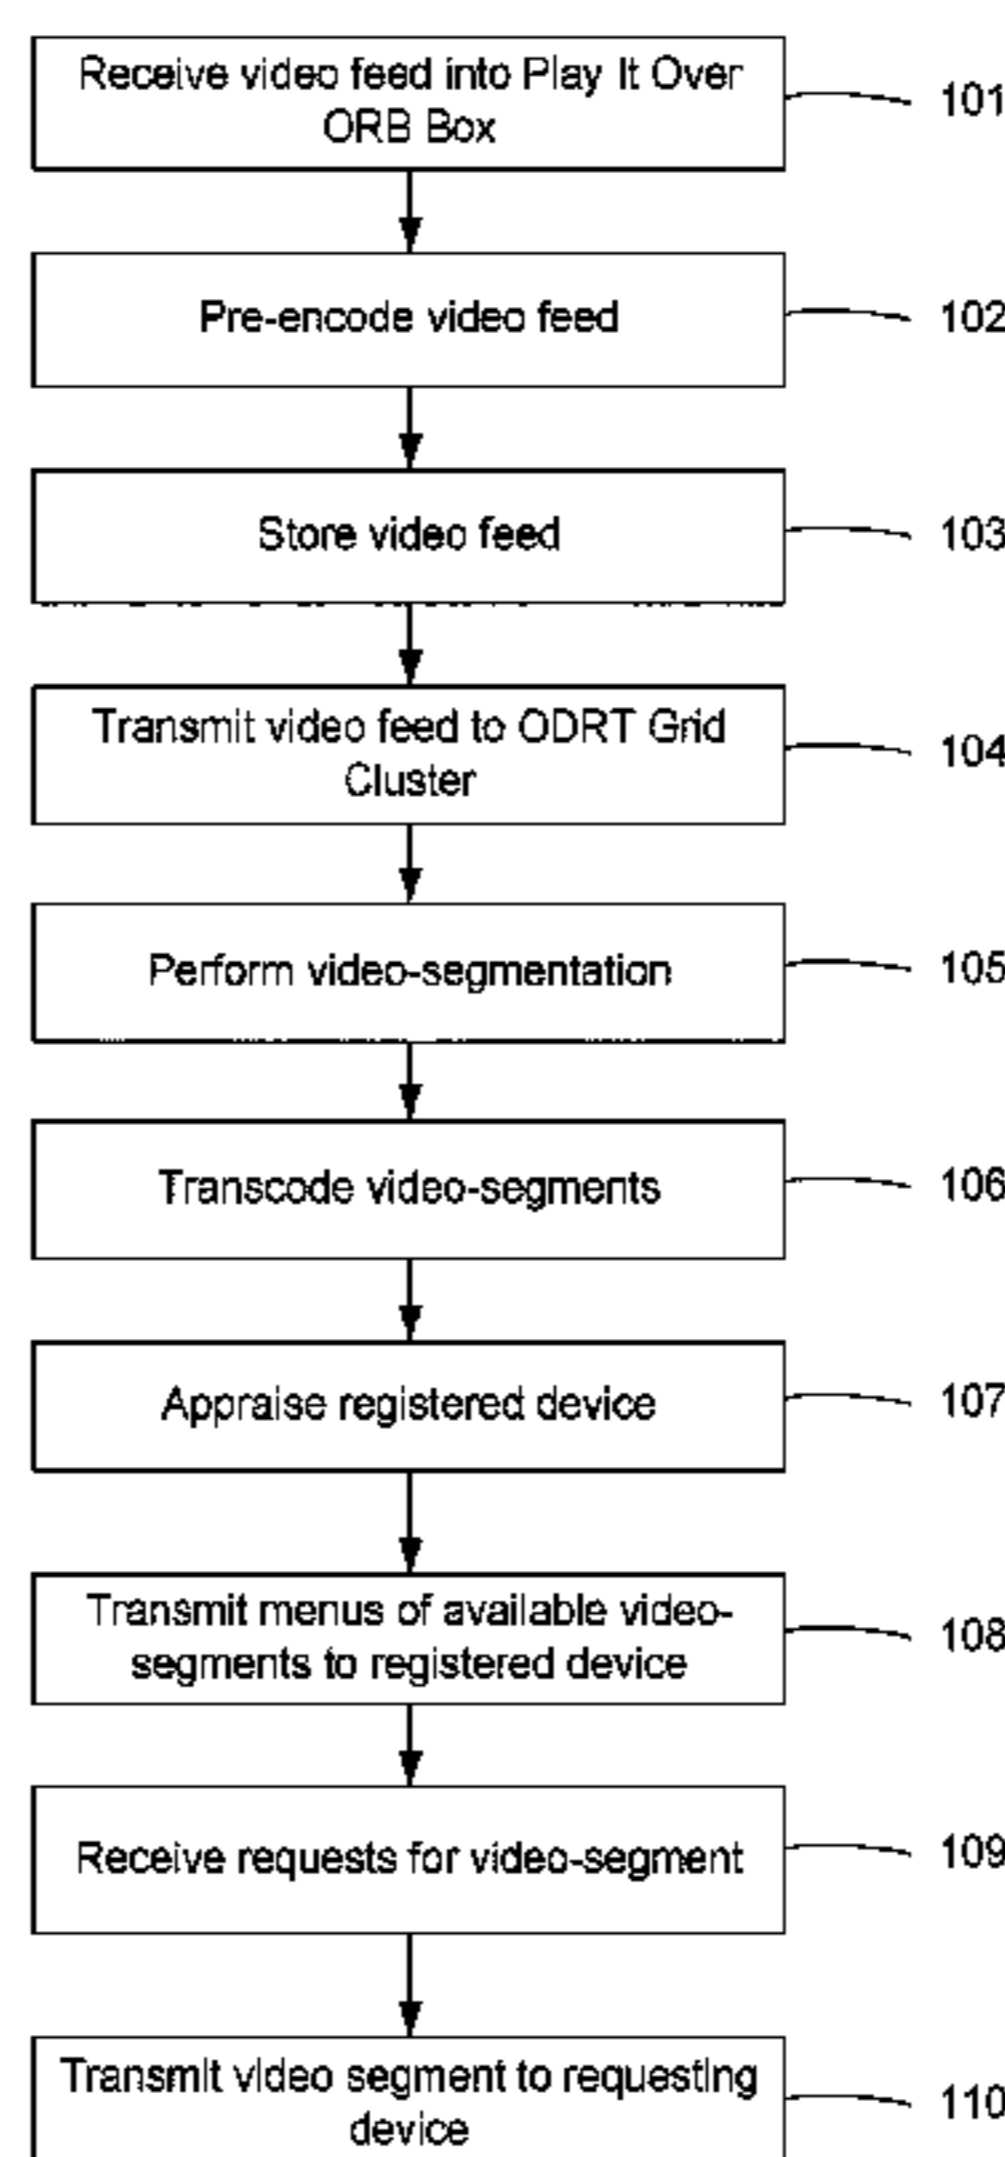 Receive video feed into Play It Over
ORB Box
101
Pre-encode video feed
102
Store video feed
103
Transmit video feed to ODRT Grid
Cluster
104
Perform video-segmentation
105
Transcode video-segments
106
Appraise registered device
107
Transmit menus of available video-
segments to registered device
108
Receive requests for video-segment
109
Transmit video segment to requesting
device
110